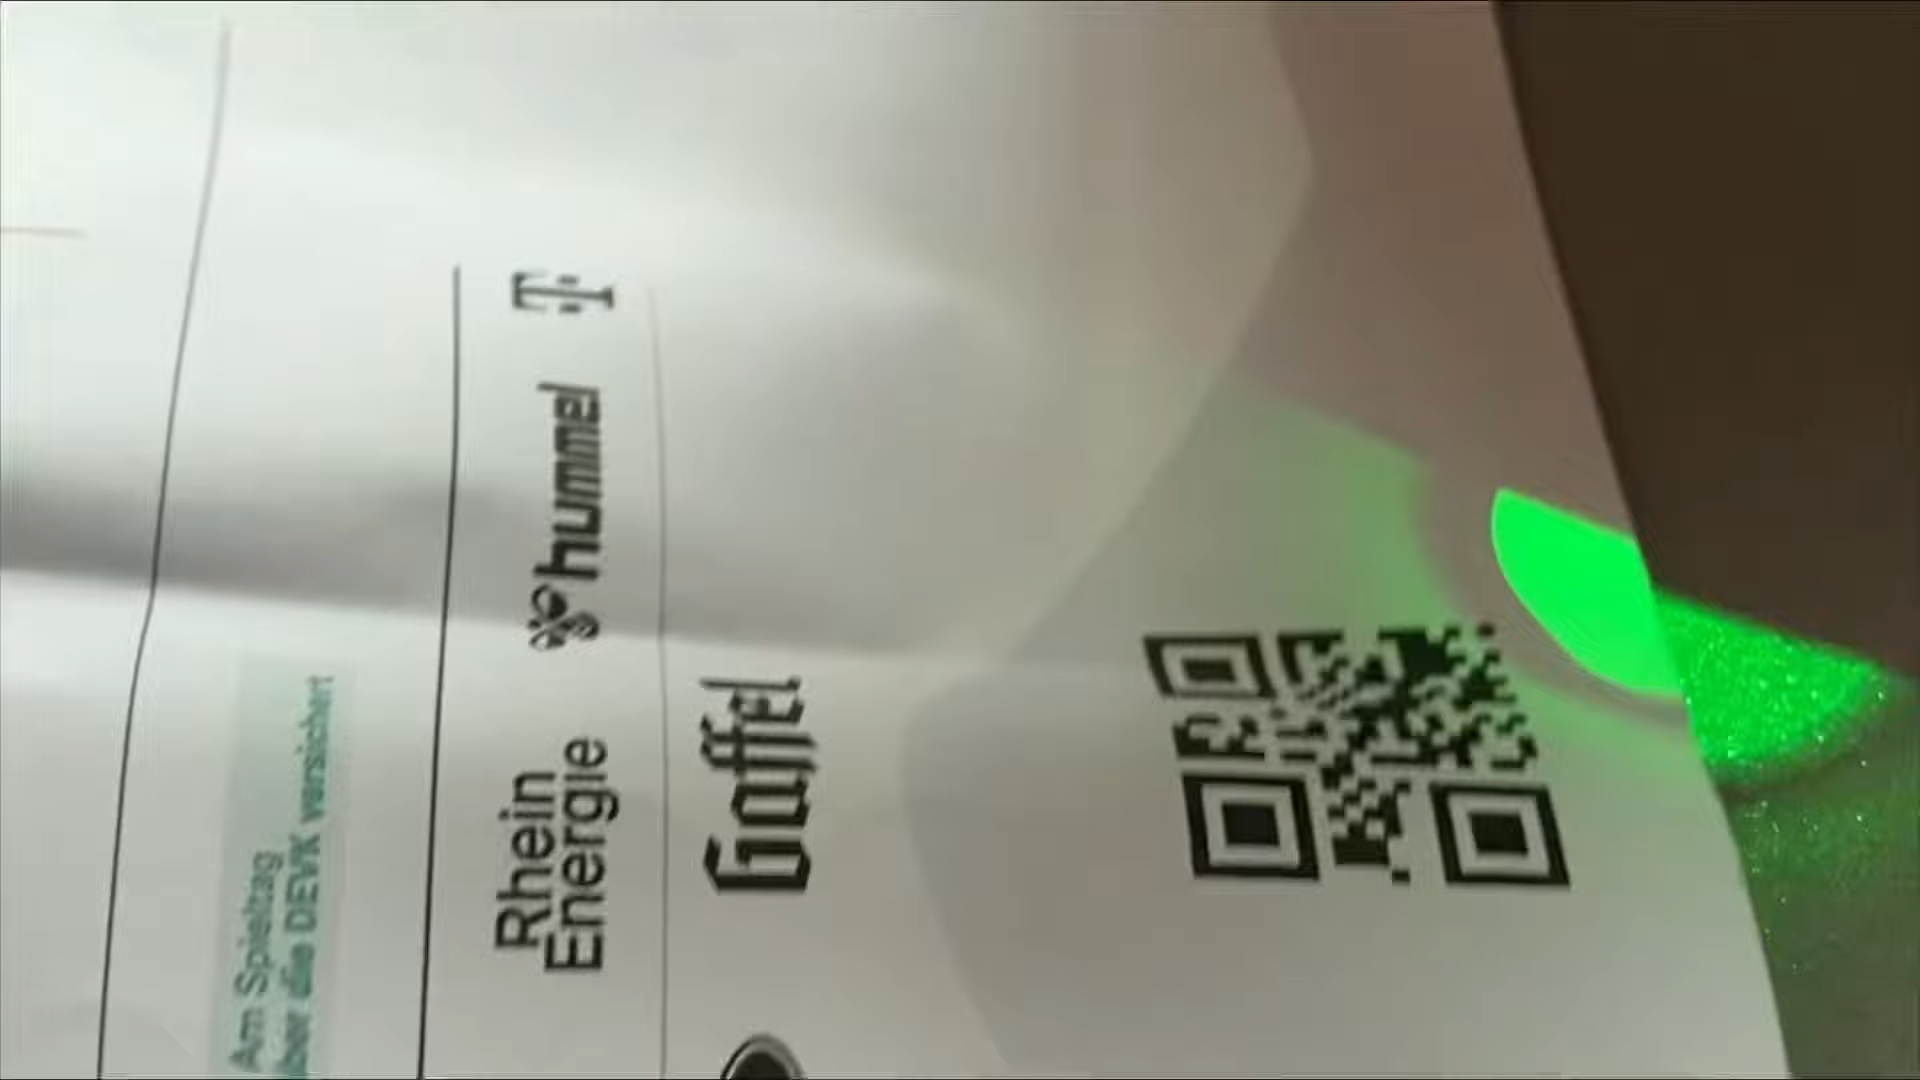 Am Spieltag
über die DEVK versichert
Rhein
Energie
hummel
T
Gaffel